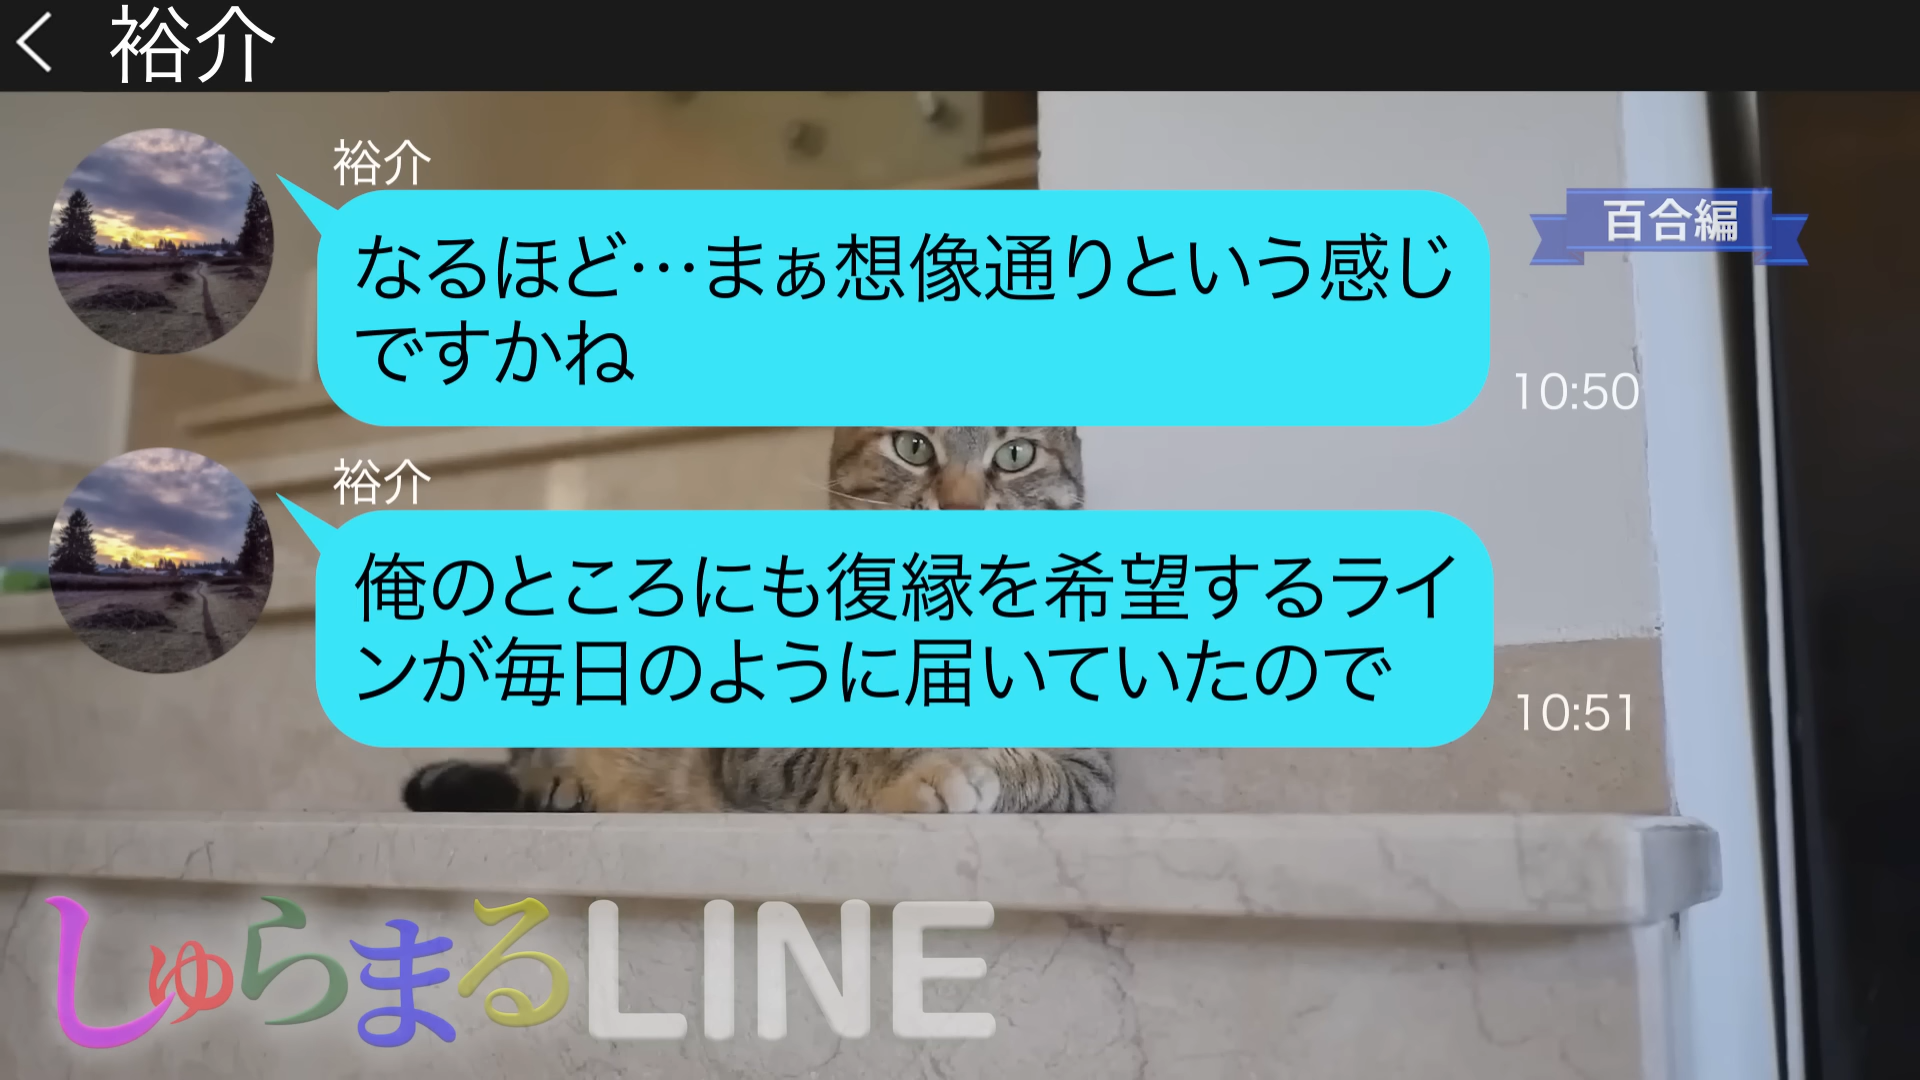 裕介
裕介
百合編
なるほど…まぁ想像通りという感じ
ですかね
10:50
裕介
俺のところにも復縁を希望するライ
ンが毎日のように届いていたので
10:51
しゅらまるLINE